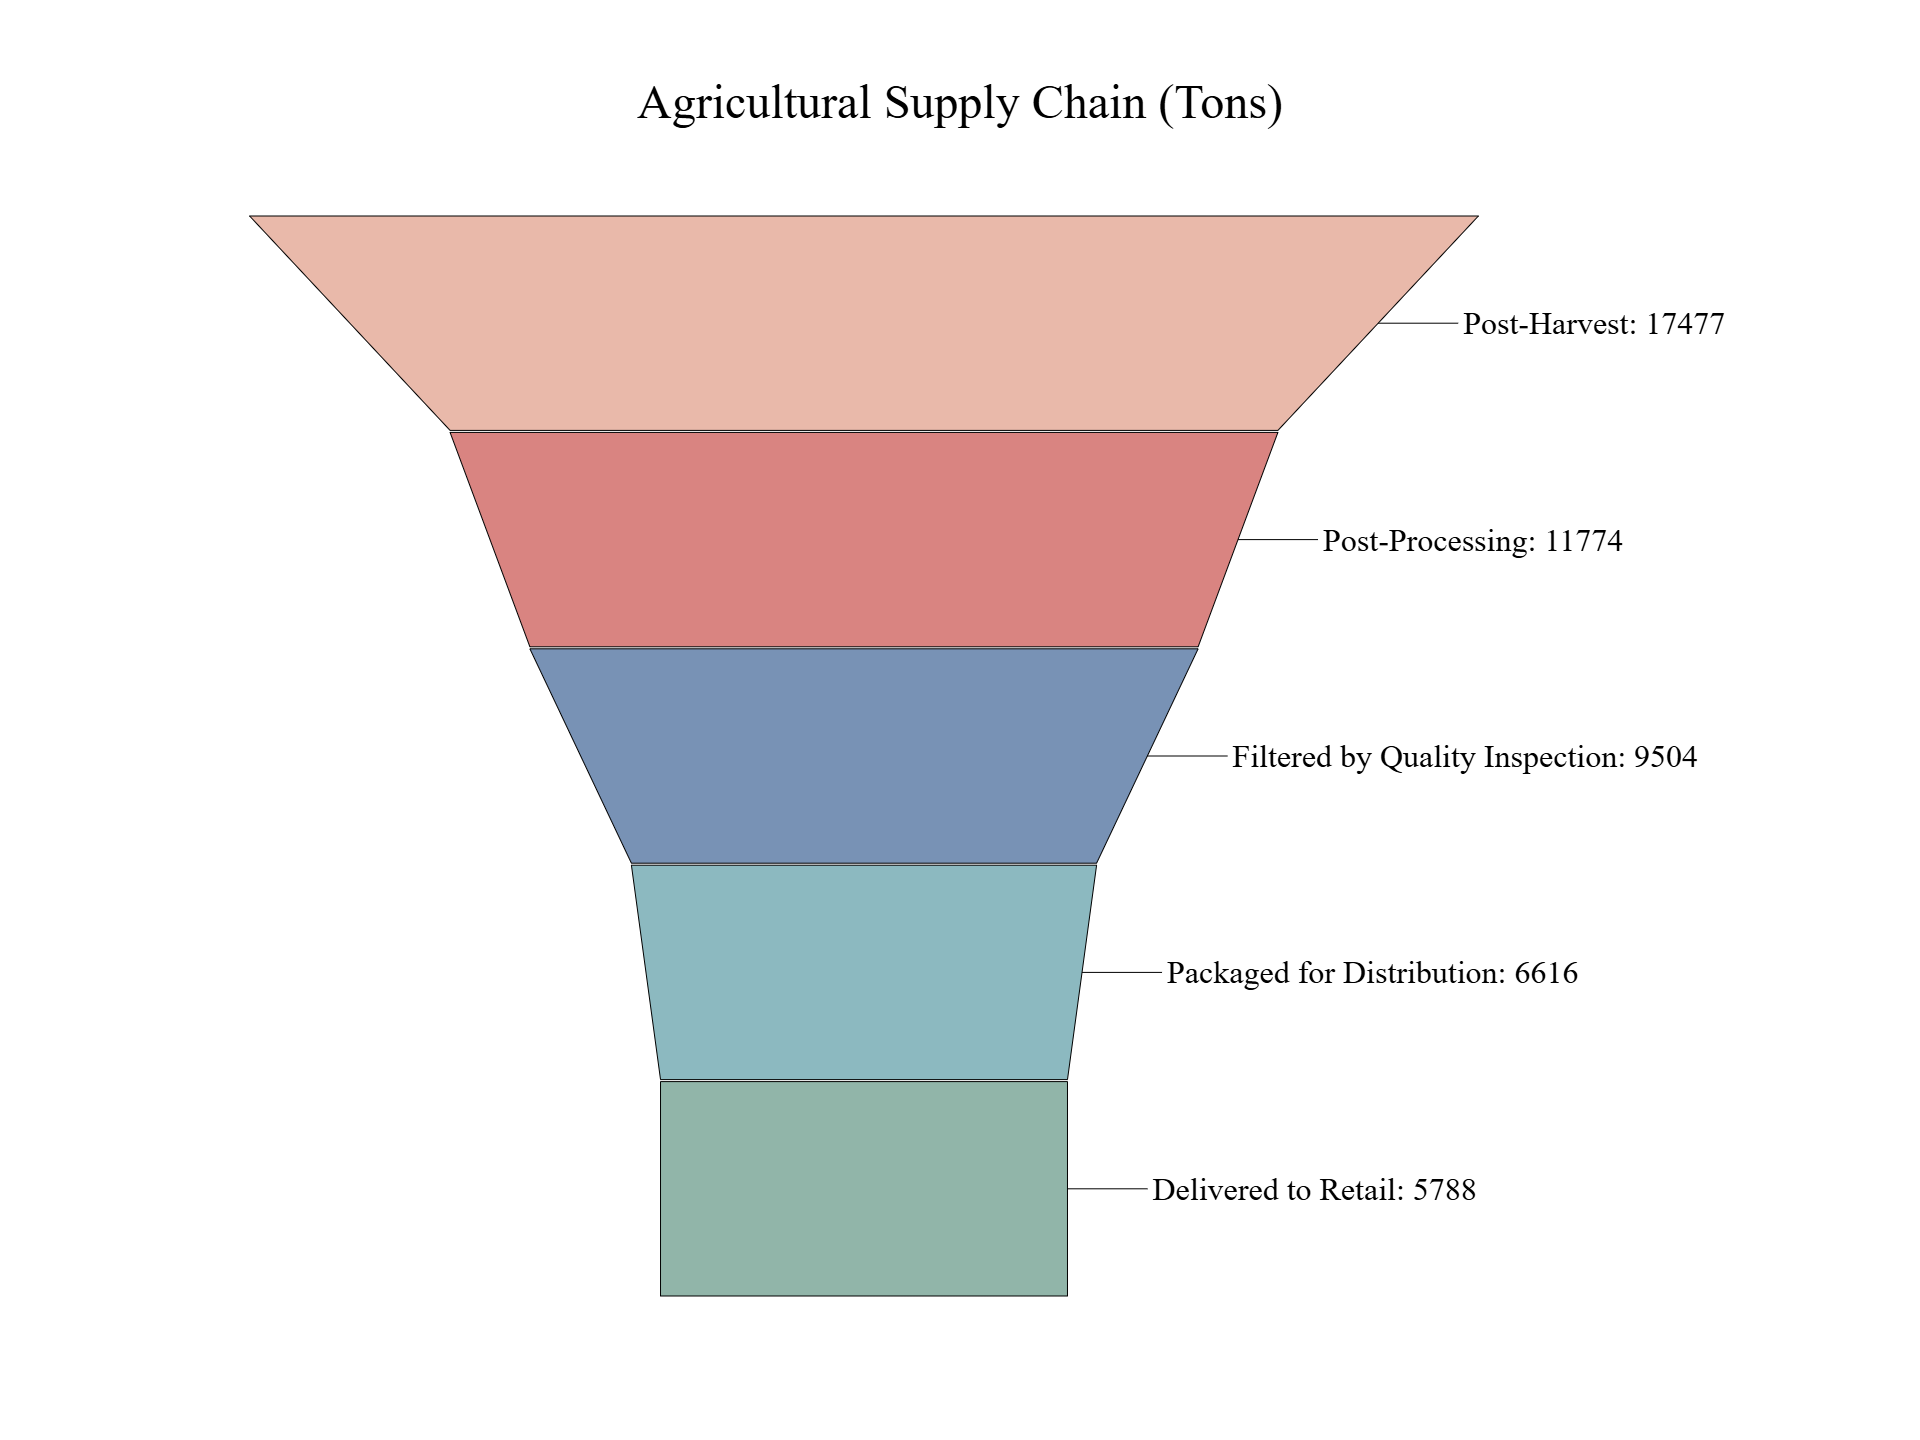 Agricultural Supply Chain (Tons)
Post-Harvest: 17477
Post-Processing: 11774
Filtered by Quality Inspection: 9504
Packaged for Distribution: 6616
Delivered to Retail: 5788